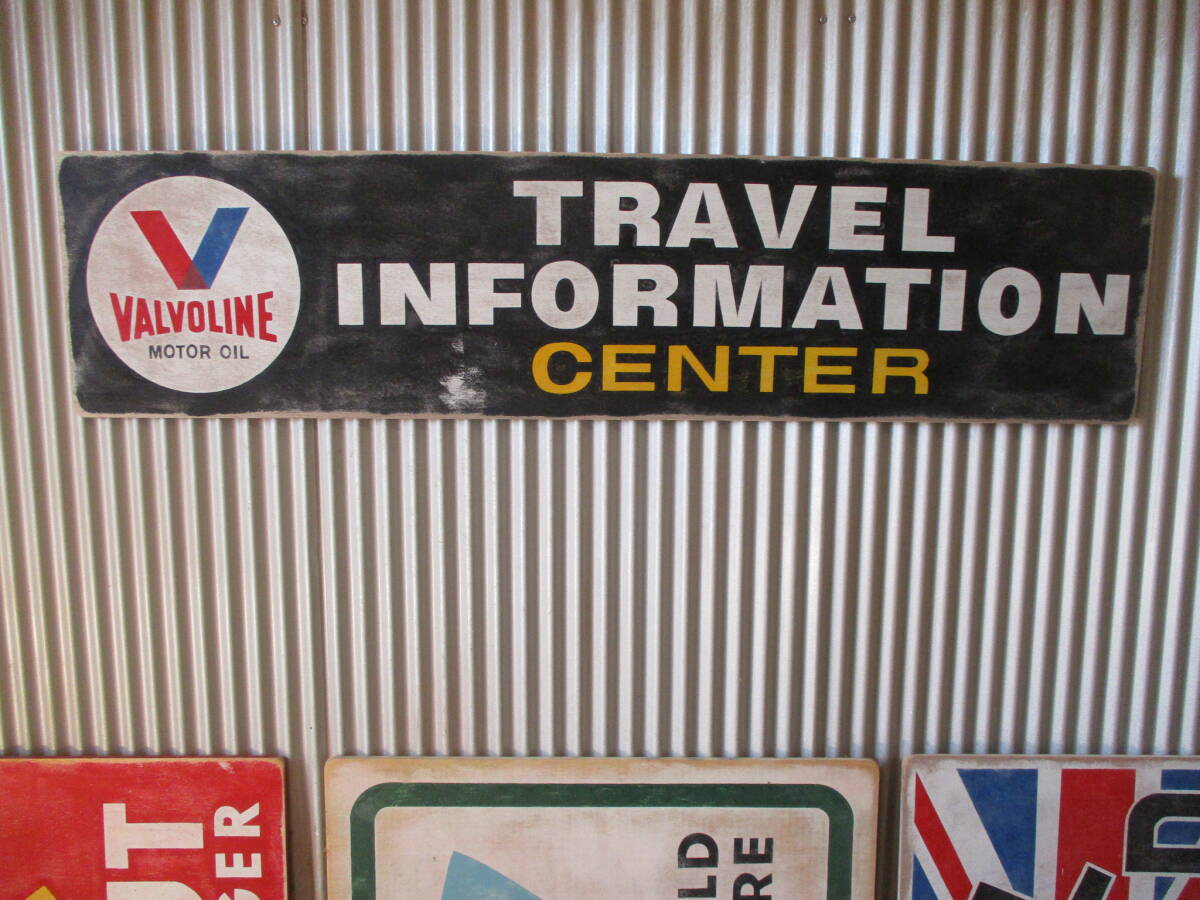 VALVOLINE
MOTOR OIL
TRAVEL
INFORMATION
CENTER